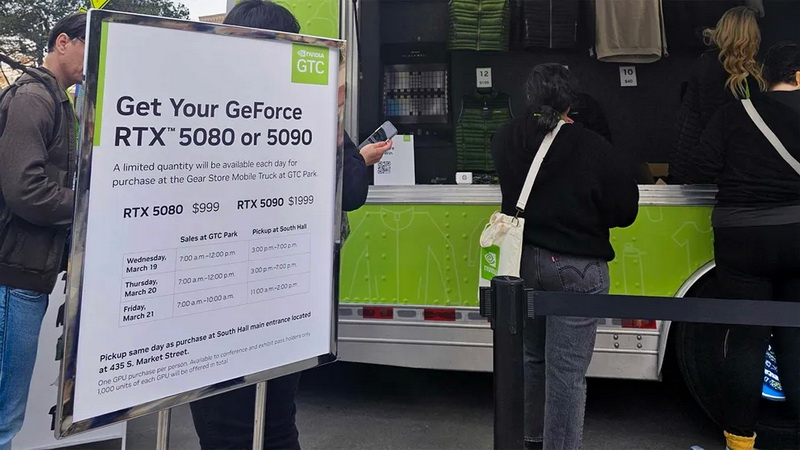 NVIDIA
GTC
Get Your GeForce
RTX™ 5080 or 5090
A limited quantity will be available each day for
purchase at the Gear Store Mobile Truck at GTC Park.
RTX 5080 $999 RTX 5090 $1999
Sales at GTC Park Pickup at South Hall
Wednesday, March 19 7:00 a.m.–12:00 p.m. 3:00 p.m.–7:00 p.m.
Thursday, March 20 7:00 a.m.–12:00 p.m. 3:00 p.m.–7:00 p.m.
Friday, March 21 7:00 a.m.–10:00 a.m. 11:00 a.m.–2:00 p.m.
Pickup same day as purchase at South Hall main entrance located
at 435 S. Market Street.
One GPU purchase per person. Available to conference and exhibit pass holders only.
1,000 units of each GPU will be offered in total
12
10